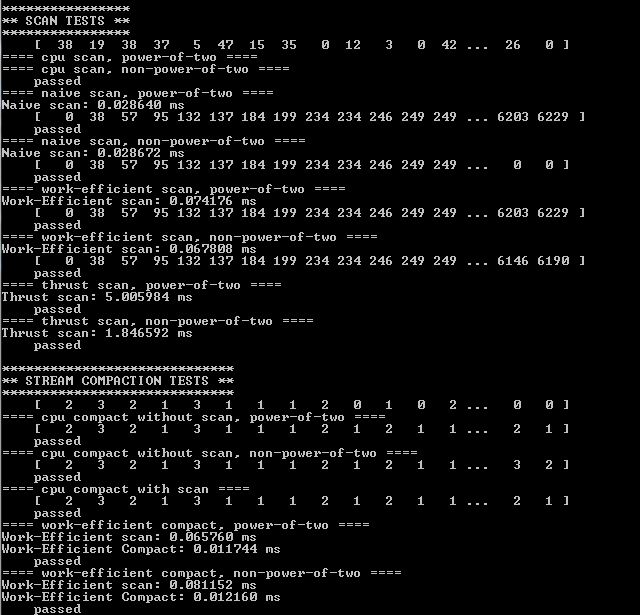 *****************
** SCAN TESTS **
*****************
    [  38  19  38  37   5  47  15  35   0  12   3   0  42 ...  26   0 ]
==== cpu scan, power-of-two ====
==== cpu scan, non-power-of-two ====
    passed
==== naive scan, power-of-two ====
Naive scan: 0.028640 ms
    [   0  38  57  95 132 137 184 199 234 234 246 249 249 ... 6203 6229 ]
    passed
==== naive scan, non-power-of-two ====
Naive scan: 0.028672 ms
    [   0  38  57  95 132 137 184 199 234 234 246 249 249 ...   0   0 ]
    passed
==== work-efficient scan, power-of-two ====
Work-Efficient scan: 0.074176 ms
    [   0  38  57  95 132 137 184 199 234 234 246 249 249 ... 6203 6229 ]
    passed
==== work-efficient scan, non-power-of-two ====
Work-Efficient scan: 0.067808 ms
    [   0  38  57  95 132 137 184 199 234 234 246 249 249 ... 6146 6190 ]
    passed
==== thrust scan, power-of-two ====
Thrust scan: 5.005984 ms
    passed
==== thrust scan, non-power-of-two ====
Thrust scan: 1.846592 ms
    passed
*****************************
** STREAM COMPACTION TESTS **
*****************************
    [   2   3   2   1   3   1   1   1   2   0   1   0   2 ...   0   0 ]
==== cpu compact without scan, power-of-two ====
    [   2   3   2   1   3   1   1   1   2   1   2   1   1 ...   2   1 ]
    passed
==== cpu compact without scan, non-power-of-two ====
    [   2   3   2   1   3   1   1   1   2   1   2   1   1 ...   3   2 ]
    passed
==== cpu compact with scan ====
    [   2   3   2   1   3   1   1   1   2   1   2   1   1 ...   2   1 ]
    passed
==== work-efficient compact, power-of-two ====
Work-Efficient scan: 0.065760 ms
Work-Efficient Compact: 0.011744 ms
    passed
==== work-efficient compact, non-power-of-two ====
Work-Efficient scan: 0.081152 ms
Work-Efficient Compact: 0.012160 ms
    passed